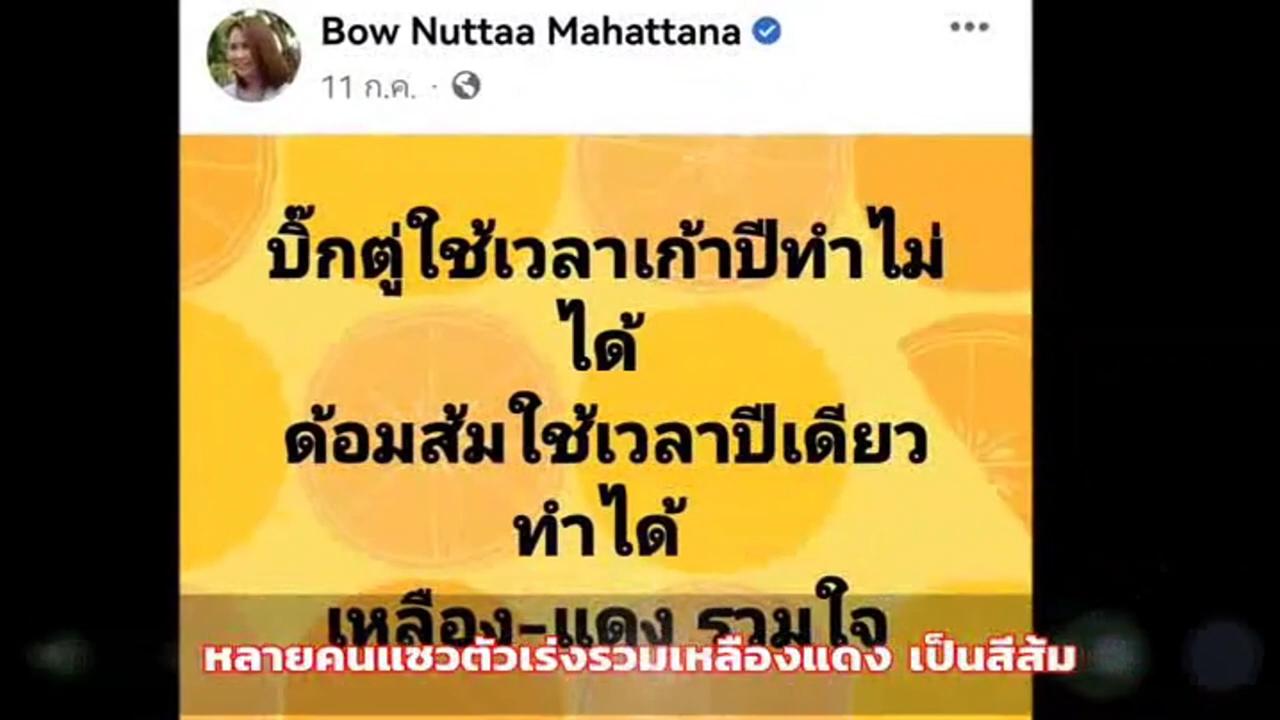 Bow Nuttaa Mahattana
11 ก.ค.
บิ๊กตู่ใช้เวลาเก้าปีทำไม่
ได้
ด้อมส้มใช้เวลาปีเดียว
ทำได้
เหลือง-แดง รวมใจ
หลายคนแซวตัวเร่งรวมเหลืองแดง เป็นสีส้ม